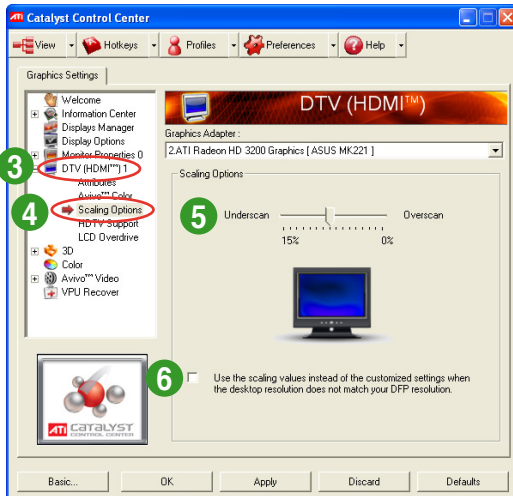 ATI Catalyst Control Center
View Hotkeys Profiles Preferences Help
Graphics Settings
Welcome
Information Center
Displays Manager
Display Options
Monitor Properties 0
3 DTV (HDMI™) 1
Attributes
Avivo™ Color
4 Scaling Options
HDTV Support
LCD Overdrive
3D
Color
Avivo™ Video
VPU Recover
ATI CATALYST
CONTROL CENTER
DTV (HDMI™)
Graphics Adapter :
2.ATI Radeon HD 3200 Graphics [ ASUS MK221 ]
Scaling Options
5 Underscan Overscan
15% 0%
6 Use the scaling values instead of the customized settings when
the desktop resolution does not match your DFP resolution.
Basic... OK Apply Discard Defaults